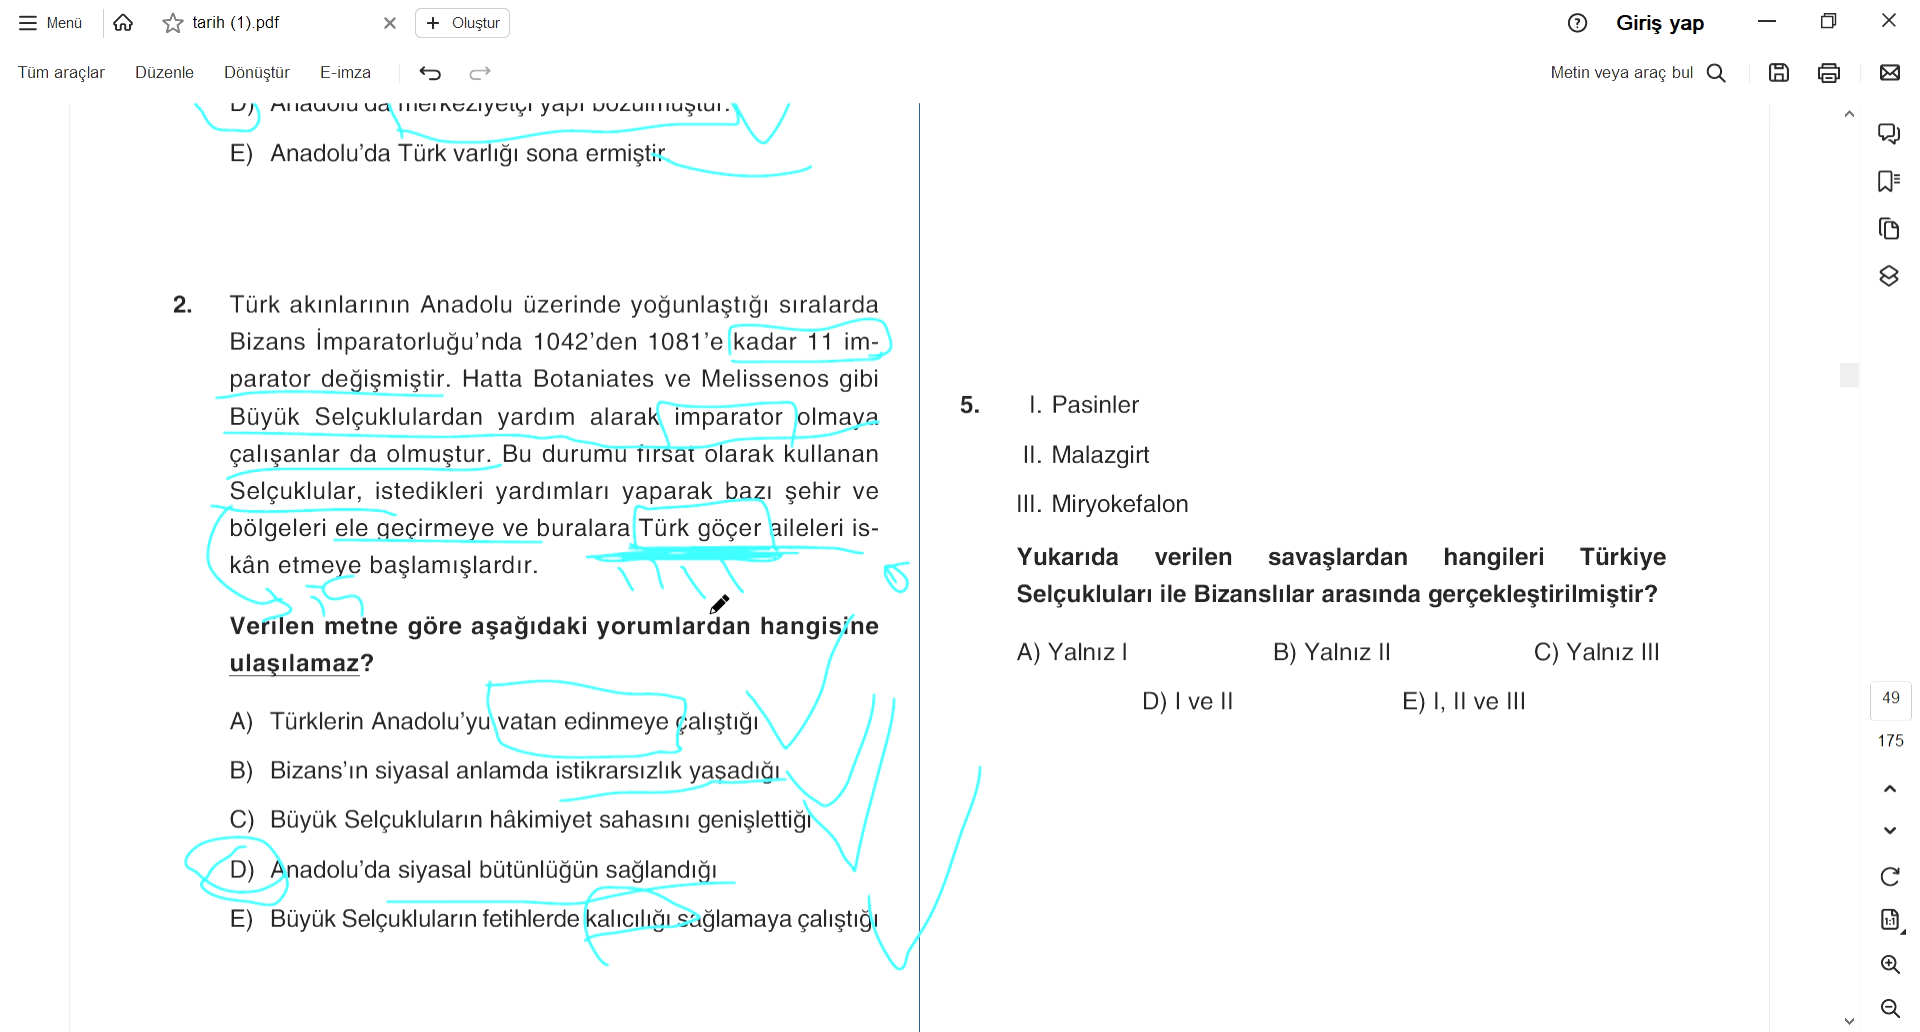 Menü
tarih (1).pdf
Oluştur
Giriş yap
Tüm araçlar
Düzenle
Dönüştür
E-imza
Metin veya araç bul
D) Anadolu'da merkeziyetçi yapı bozulmuştur.
E) Anadolu'da Türk varlığı sona ermiştir.
2. Türk akınlarının Anadolu üzerinde yoğunlaştığı sıralarda
Bizans İmparatorluğu'nda 1042'den 1081'e kadar 11 im-
parator değişmiştir. Hatta Botaniates ve Melissenos gibi
Büyük Selçuklulardan yardım alarak imparator olmaya
çalışanlar da olmuştur. Bu durumu fırsat olarak kullanan
Selçuklular, istedikleri yardımları yaparak bazı şehir ve
bölgeleri ele geçirmeye ve buralara Türk göçer aileleri is-
kân etmeye başlamışlardır.
Verilen metne göre aşağıdaki yorumlardan hangisine
ulaşılamaz?
A) Türklerin Anadolu'yu vatan edinmeye çalıştığı
B) Bizans'ın siyasal anlamda istikrarsızlık yaşadığı
C) Büyük Selçukluların hâkimiyet sahasını genişlettiği
D) Anadolu'da siyasal bütünlüğün sağlandığı
E) Büyük Selçukluların fetihlerde kalıcılığı sağlamaya çalıştığı
5. I. Pasinler
II. Malazgirt
III. Miryokefalon
Yukarıda verilen savaşlardan hangileri Türkiye
Selçukluları ile Bizanslılar arasında gerçekleştirilmiştir?
A) Yalnız I
B) Yalnız II
C) Yalnız III
D) I ve II
E) I, II ve III
49
175
1:1